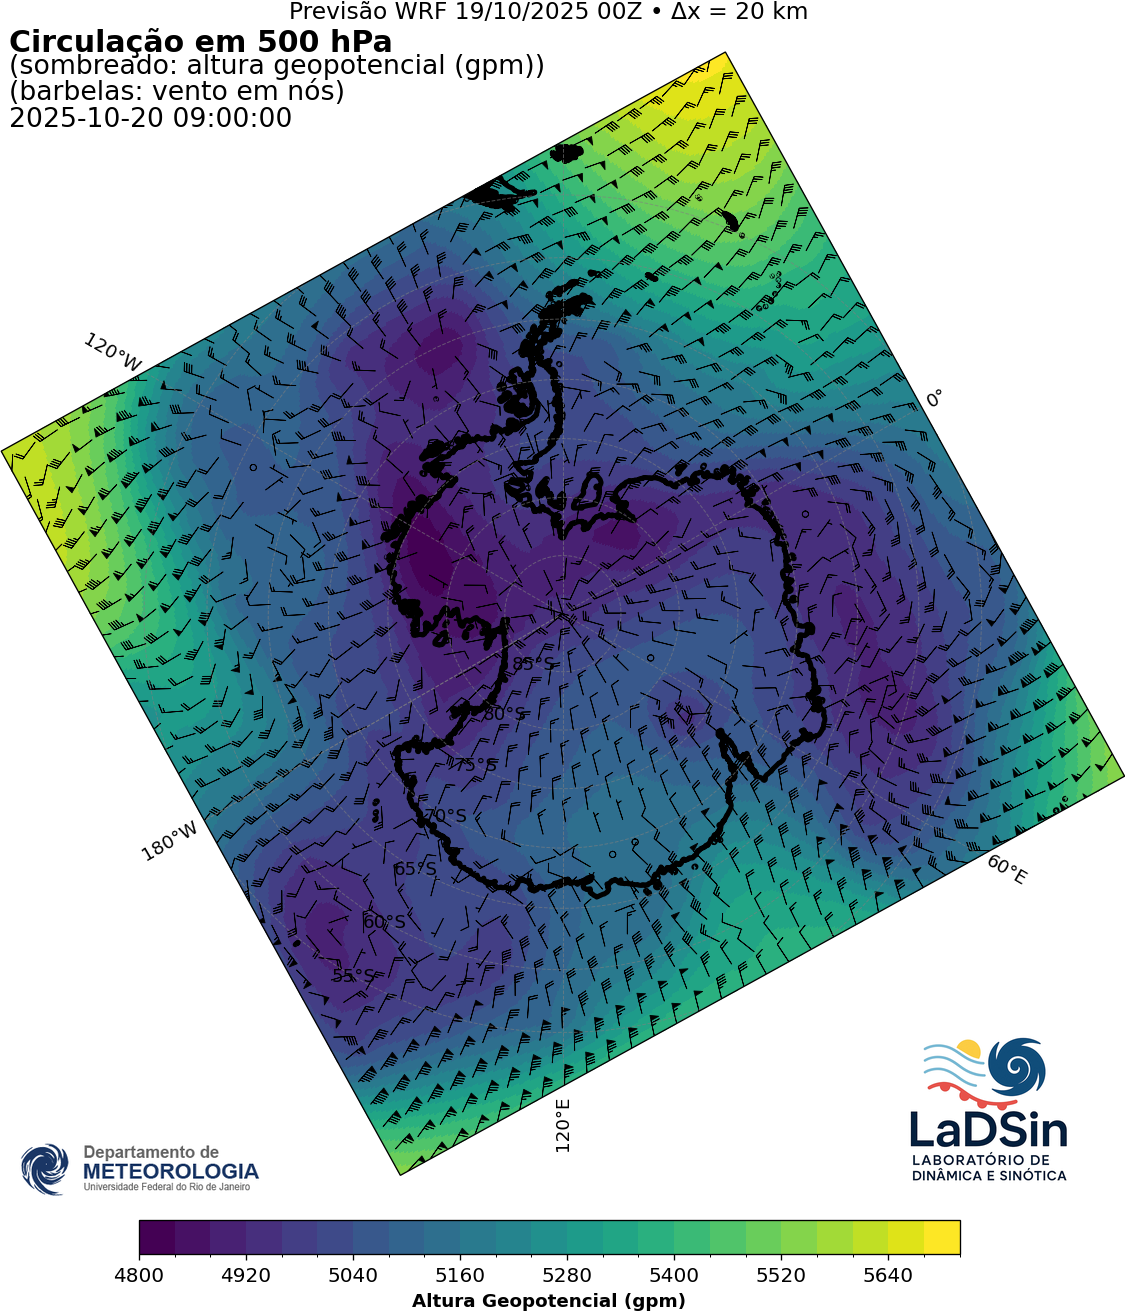 Previsão WRF 19/10/2025 00Z • Δx = 20 km
Circulação em 500 hPa
(sombreado: altura geopotencial (gpm))
(barbelas: vento em nós)
2025-10-20 09:00:00
120°W
0°
85°S
80°S
75°S
70°S
180°W
65°S
60°E
60°S
55°S
120°E
LaDSin
LABORATÓRIO DE
DINÂMICA E SINÓTICA
Departamento de
METEOROLOGIA
Universidade Federal do Rio de Janeiro
4800 4920 5040 5160 5280 5400 5520 5640
Altura Geopotencial (gpm)